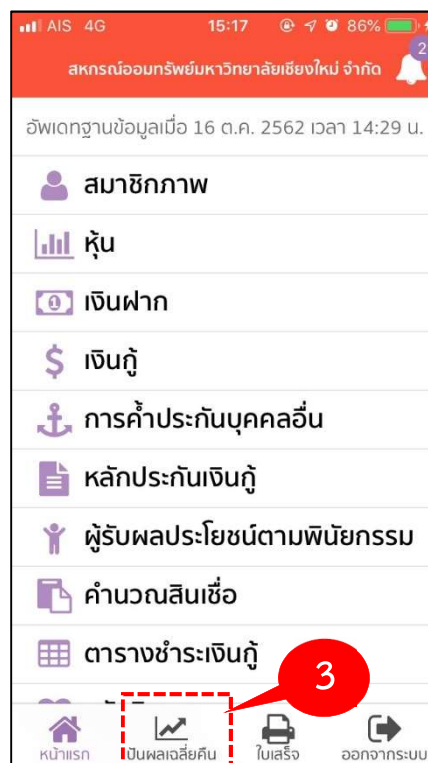 AIS 4G 15:17 86%
สหกรณ์ออมทรัพย์มหาวิทยาลัยเชียงใหม่ จำกัด 2
อัพเดทฐานข้อมูลเมื่อ 16 ต.ค. 2562 เวลา 14:29 น.
สมาชิกภาพ
หุ้น
เงินฝาก
เงินกู้
การค้ำประกันบุคคลอื่น
หลักประกันเงินกู้
ผู้รับผลประโยชน์ตามพินัยกรรม
คำนวณสินเชื่อ
ตารางชำระเงินกู้
3
หน้าแรก ปันผลเฉลี่ยคืน ใบเสร็จ ออกจากระบบ